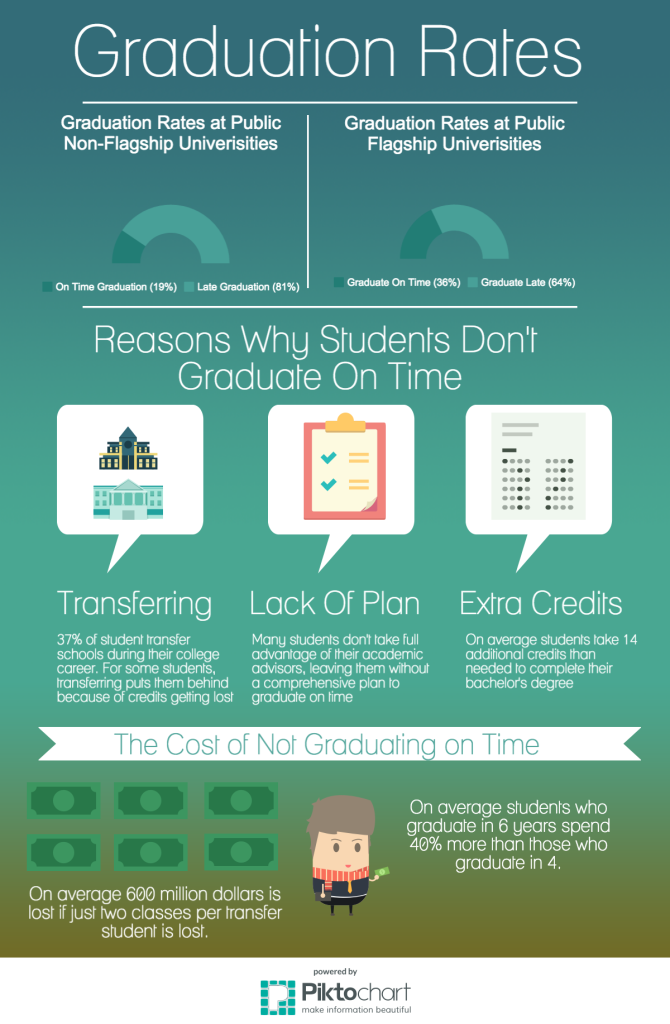 Graduation Rates
Graduation Rates at Public
Non-Flagship Univerisities
On Time Graduation (19%) Late Graduation (81%)
Graduation Rates at Public
Flagship Univerisities
Graduate On Time (36%) Graduate Late (64%)
Reasons Why Students Don't
Graduate On Time
Transferring
37% of student transfer
schools during their college
career. For some students,
transferring puts them behind
because of credits getting lost
Lack Of Plan
Many students don't take full
advantage of their academic
advisors, leaving them without
a comprehensive plan to
graduate on time
Extra Credits
On average students take 14
additional credits than
needed to complete their
bachelor's degree
The Cost of Not Graduating on Time
On average 600 million dollars is
lost if just two classes per transfer
student is lost.
On average students who
graduate in 6 years spend
40% more than those who
graduate in 4.
powered by
Piktochart
make information beautiful